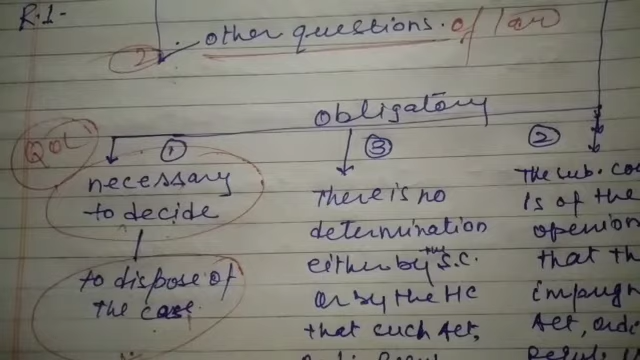 R.1-
2. other questions of law
obligatory
QOL
①
necessary
to decide
to dispose of
the case
③
There is no
determination
either by the S.C.
or by the HC
that such Act,
②
The sub. co
Is of the
openion
that th
impugn
Act, ordi